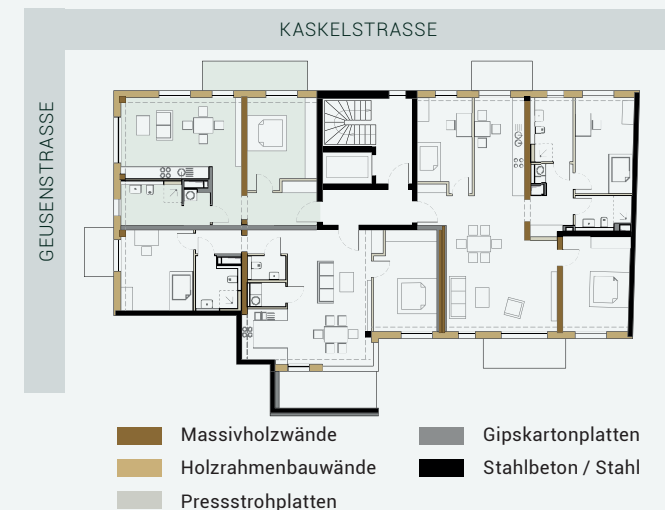 KASKELSTRASSE
GEUSENSTRASSE
Massivholzwände
Holzrahmenbauwände
Pressstrohplatten
Gipskartonplatten
Stahlbeton / Stahl